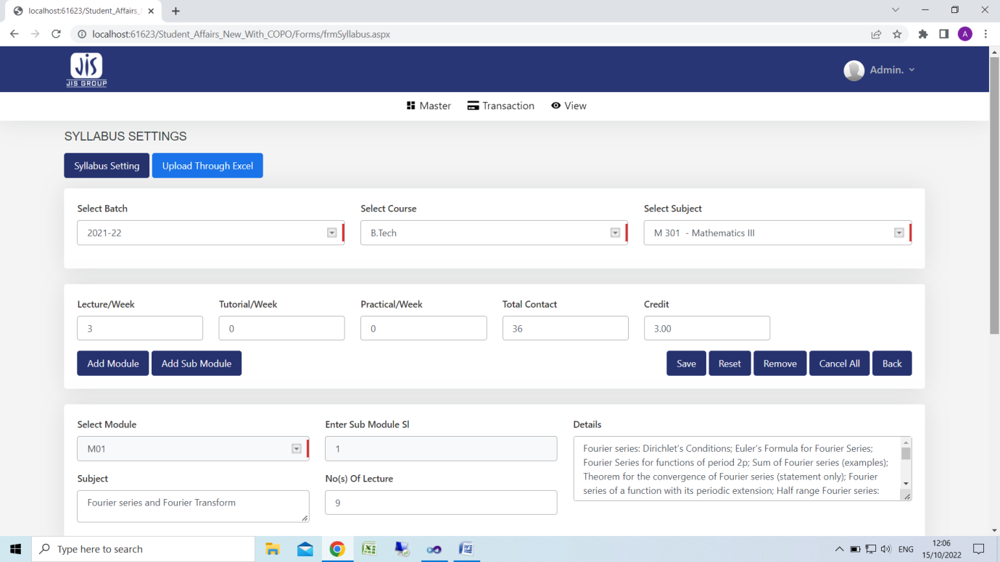 localhost:61623/Student_Affairs_
localhost:61623/Student_Affairs_New_With_COPO/Forms/frmSyllabus.aspx
A
JIS
JIS GROUP
Admin.
Master Transaction View
SYLLABUS SETTINGS
Syllabus Setting Upload Through Excel
Select Batch Select Course Select Subject
2021-22 B.Tech M 301 - Mathematics III
Lecture/Week Tutorial/Week Practical/Week Total Contact Credit
3 0 0 36 3.00
Add Module Add Sub Module Save Reset Remove Cancel All Back
Select Module Enter Sub Module Sl Details
M01 1
Fourier series: Dirichlet’s Conditions; Euler’s Formula for Fourier Series;
Fourier Series for functions of period 2p; Sum of Fourier series (examples);
Theorem for the convergence of Fourier series (statement only); Fourier
series of a function with its periodic extension; Half range Fourier series:
Subject No(s) Of Lecture
Fourier series and Fourier Transform 9
Type here to search
ENG
12:06
15/10/2022